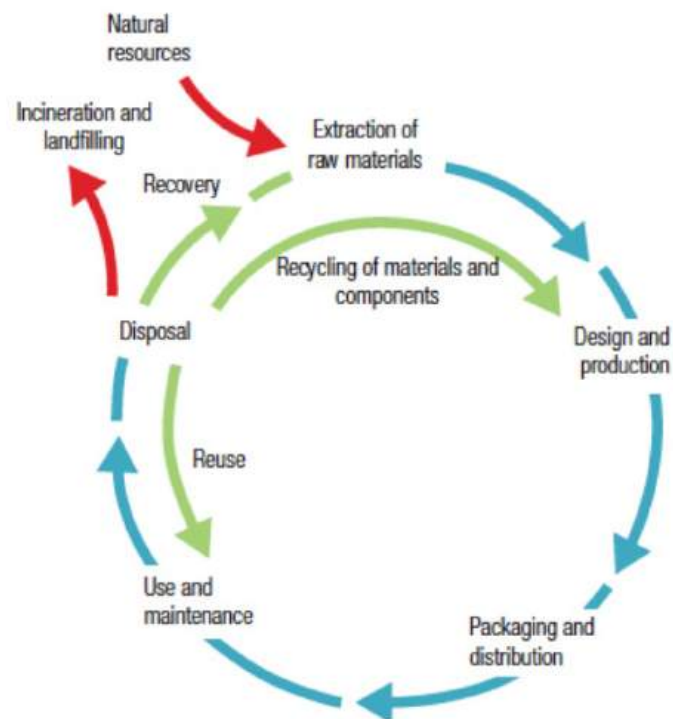 Natural
resources
Incineration and
landfilling
Extraction of
raw materials
Recovery
Recycling of materials and
components
Disposal
Design and
production
Reuse
Use and
maintenance
Packaging and
distribution